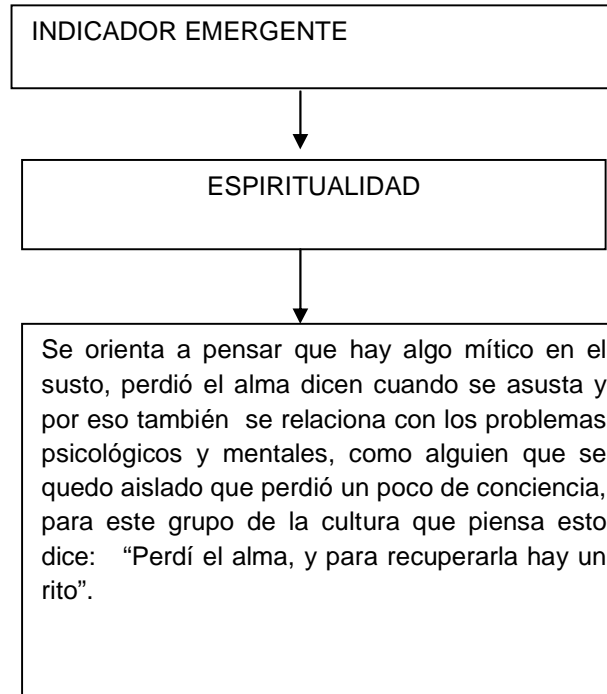 INDICADOR EMERGENTE
ESPIRITUALIDAD
Se orienta a pensar que hay algo mítico en el
susto, perdió el alma dicen cuando se asusta y
por eso también se relaciona con los problemas
psicológicos y mentales, como alguien que se
quedo aislado que perdió un poco de conciencia,
para este grupo de la cultura que piensa esto
dice: “Perdí el alma, y para recuperarla hay un
rito”.